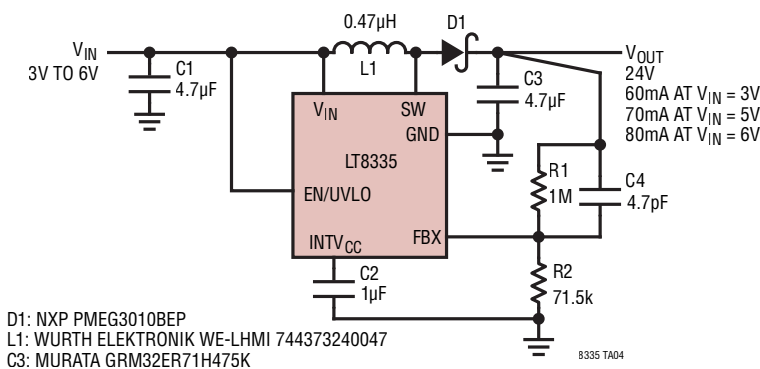 0.47µH
D1
VIN
3V TO 6V
C1
4.7µF
L1
VOUT
24V
60mA AT VIN = 3V
70mA AT VIN = 5V
80mA AT VIN = 6V
C3
4.7µF
VIN
SW
GND
LT8335
EN/UVLO
R1
1M
C4
4.7pF
FBX
INTVCC
C2
1µF
R2
71.5k
D1: NXP PMEG3010BEP
L1: WURTH ELEKTRONIK WE-LHMI 744373240047
C3: MURATA GRM32ER71H475K
8335 TA04